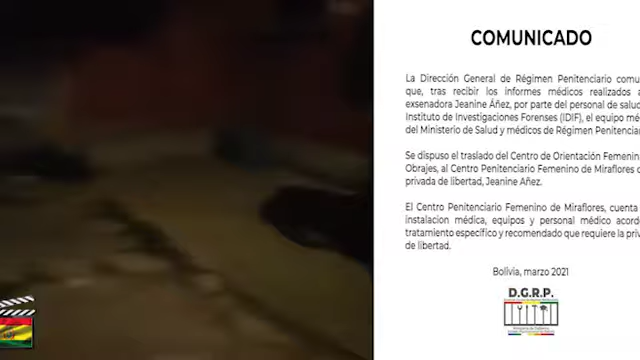 COMUNICADO
La Dirección General de Régimen Penitenciario comu
que, tras recibir los informes médicos realizados a
exsenadora Jeanine Áñez, por parte del personal de salud
Instituto de Investigaciones Forenses (IDIF), el equipo mé
del Ministerio de Salud y médicos de Régimen Penitenciar
Se dispuso el traslado del Centro de Orientación Femenin
Obrajes, al Centro Penitenciario Femenino de Miraflores d
privada de libertad, Jeanine Añez.
El Centro Penitenciario Femenino de Miraflores, cuenta
instalacion médica, equipos y personal médico acord
tratamiento específico y recomendado que requiere la priv
de libertad.
Bolivia, marzo 2021
D.G.R.P.